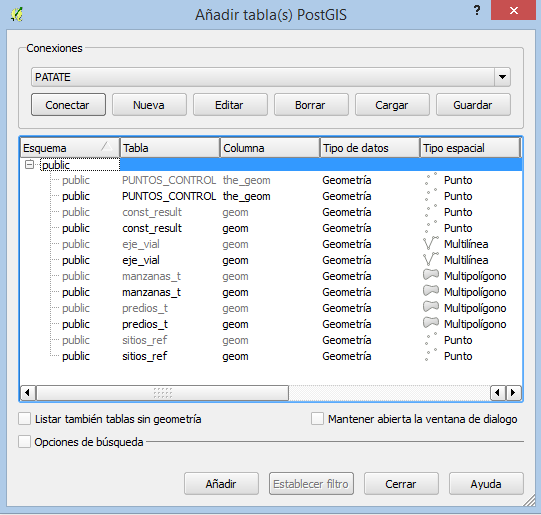 Añadir tabla(s) PostGIS ?
Conexiones
PATATE
Conectar Nueva Editar Borrar Cargar Guardar
Esquema Tabla Columna Tipo de datos Tipo espacial
public
public PUNTOS_CONTROL the_geom Geometría Punto
public PUNTOS_CONTROL the_geom Geometría Punto
public const_result geom Geometría Punto
public const_result geom Geometría Punto
public eje_vial geom Geometría Multilínea
public eje_vial geom Geometría Multilínea
public manzanas_t geom Geometría Multipolígono
public manzanas_t geom Geometría Multipolígono
public predios_t geom Geometría Multipolígono
public predios_t geom Geometría Multipolígono
public sitios_ref geom Geometría Punto
public sitios_ref geom Geometría Punto
Listar también tablas sin geometría Mantener abierta la ventana de dialogo
Opciones de búsqueda
Añadir Establecer filtro Cerrar Ayuda